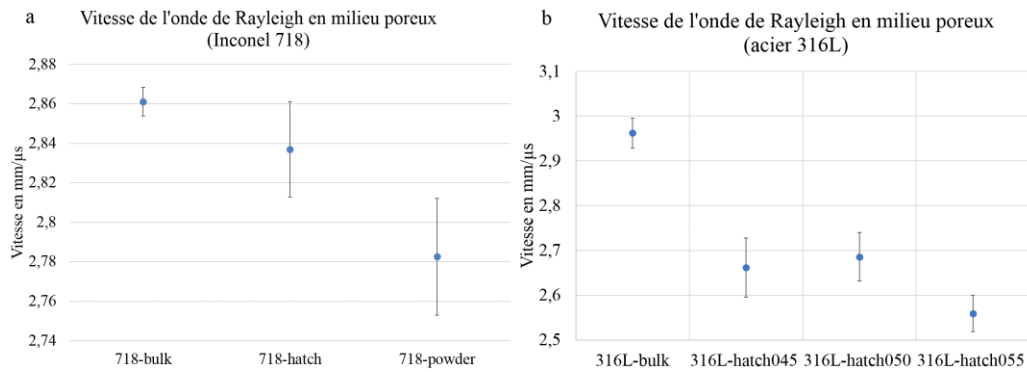 a
Vitesse de l'onde de Rayleigh en milieu poreux
(Inconel 718)
Vitesse en mm/µs
2,88
2,86
2,84
2,82
2,8
2,78
2,76
2,74
718-bulk
718-hatch
718-powder
b
Vitesse de l'onde de Rayleigh en milieu poreux
(acier 316L)
Vitesse en mm/µs
3,1
3
2,9
2,8
2,7
2,6
2,5
316L-bulk
316L-hatch045
316L-hatch050
316L-hatch055